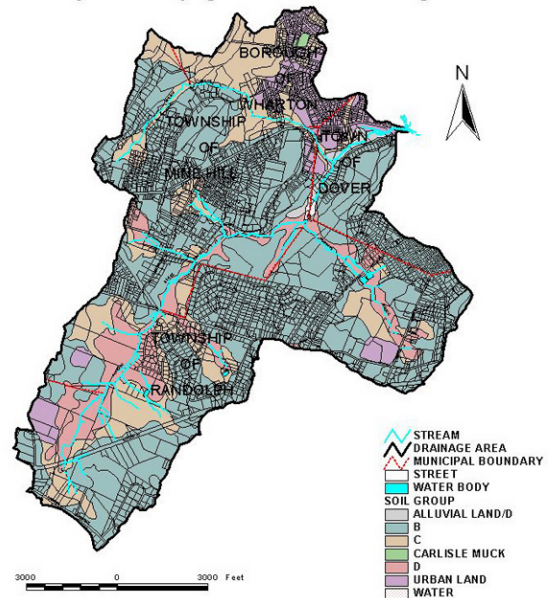 BOROUGH
OF
WHARTON
N
TOWNSHIP
OF
MINE HILL
TOWN
OF
DOVER
TOWNSHIP
OF
RANDOLPH
STREAM
DRAINAGE AREA
MUNICIPAL BOUNDARY
STREET
WATER BODY
SOIL GROUP
ALLUVIAL LAND/D
B
C
CARLISLE MUCK
D
URBAN LAND
WATER
3000 0 3000 Feet